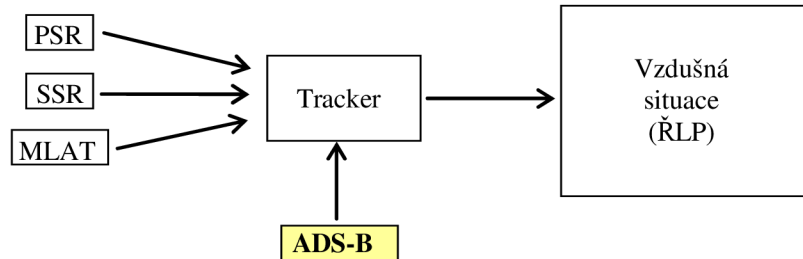 PSR
SSR
MLAT
Tracker
ADS-B
Vzdušná
situace
(ŘLP)